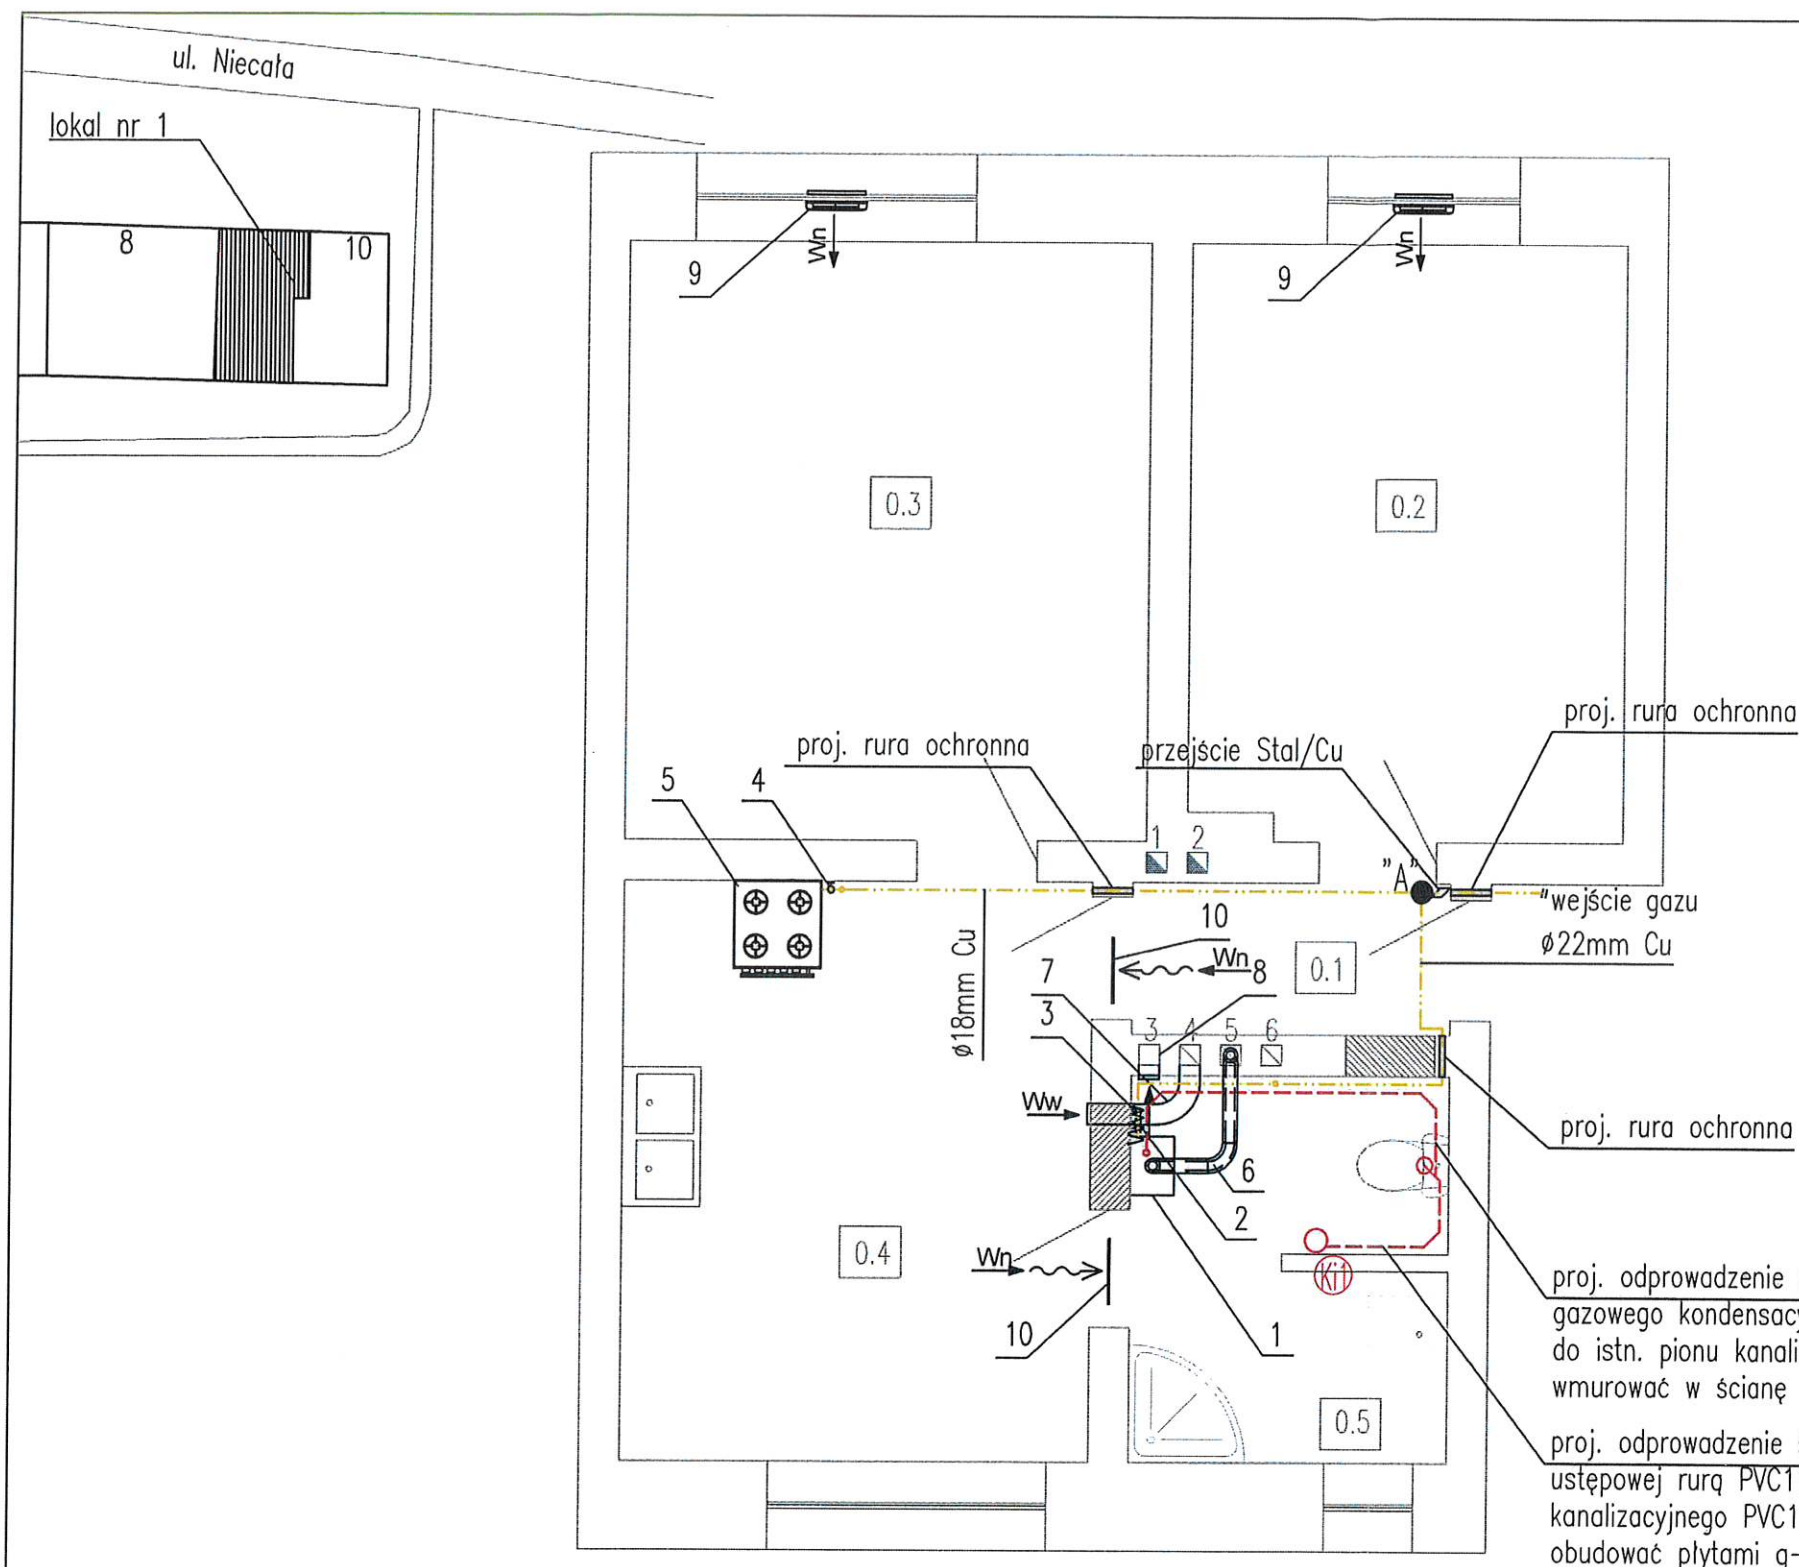 ul. Niecała
lokal nr 1
8
10
9
Wn
9
Wn
0.3
0.2
proj. rura ochronna
proj. rura ochronna
przejście Stal/Cu
5
4
1
2
"A"
"wejście gazu
ø22mm Cu
ø18mm Cu
10
Wn
8
0.1
7
3
3
4
5
6
Ww
proj. rura ochronna
6
2
0.4
Wn
Ki1
10
1
0.5
proj. odprowadzenie
gazowego kondensacy
do istn. pionu kanali
wmurować w ścianę
proj. odprowadzenie
ustępowej rurą PVC1
kanalizacyjnego PVC1
obudować płytami g-